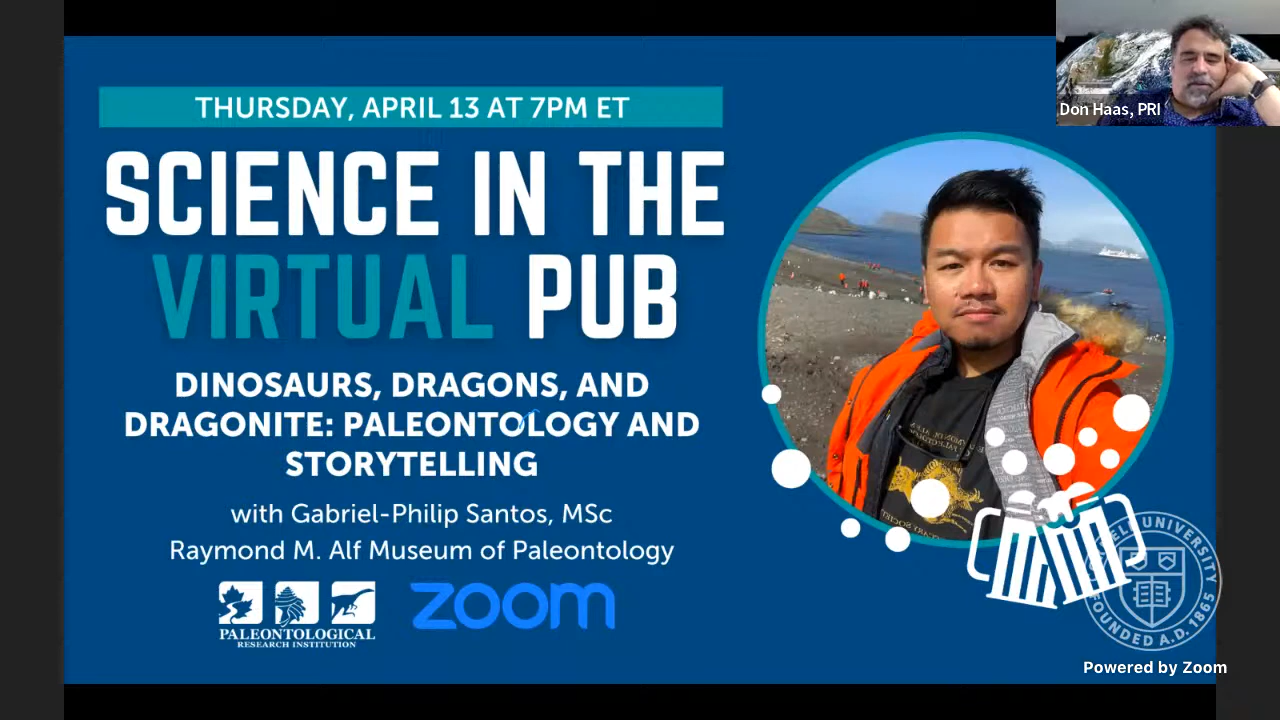 THURSDAY, APRIL 13 AT 7PM ET
SCIENCE IN THE
VIRTUAL PUB
DINOSAURS, DRAGONS, AND
DRAGONITE: PALEONTOLOGY AND
STORYTELLING
with Gabriel-Philip Santos, MSc
Raymond M. Alf Museum of Paleontology
PALEONTOLOGICAL
RESEARCH INSTITUTION
zoom
Don Haas, PRI
UNIVERSITY
FOUNDED A.D. 1865
Powered by Zoom